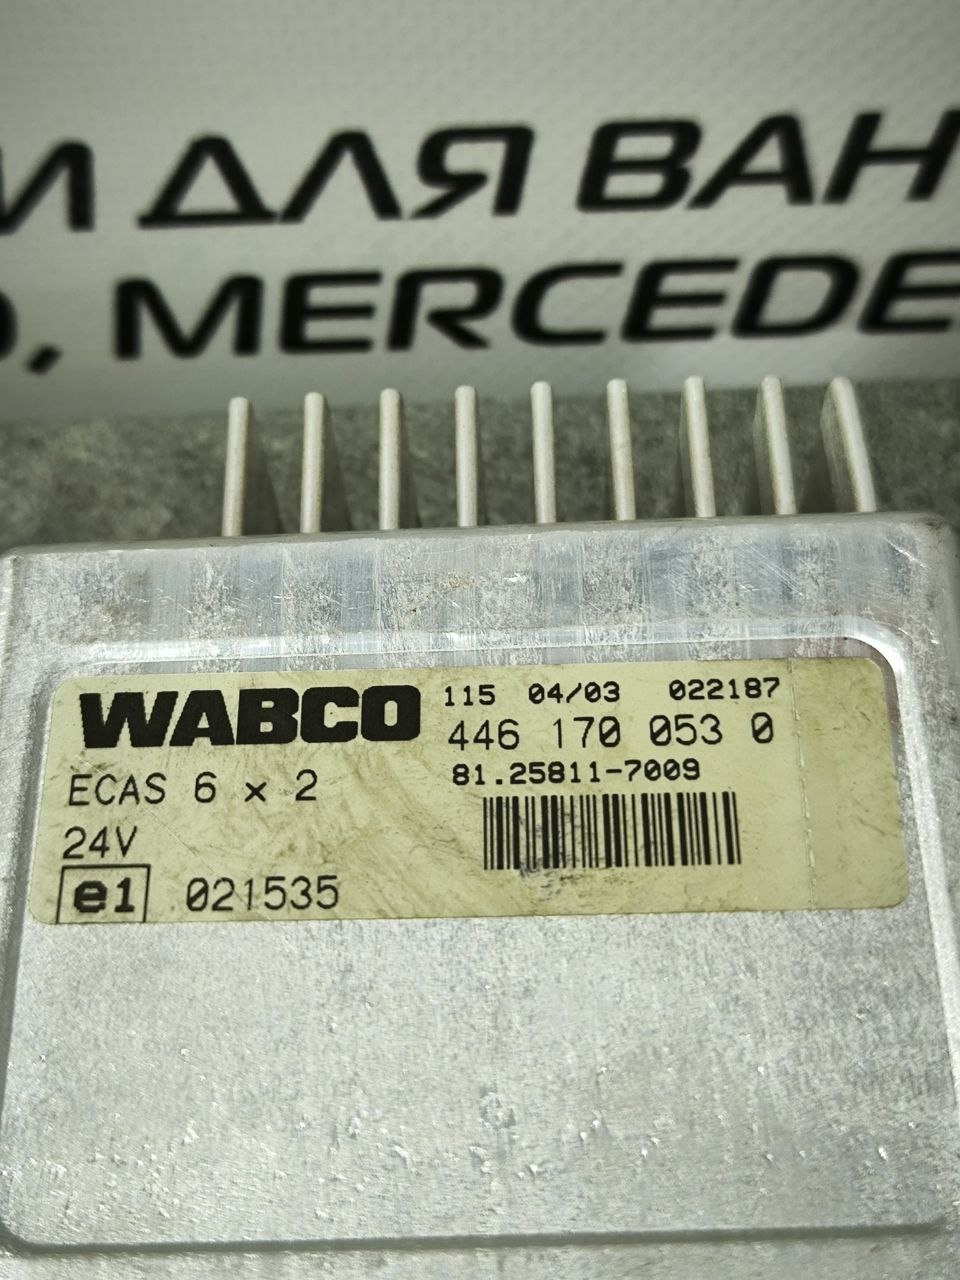 И ДЛЯ ВАН
, MERCEDE
WABCO
115 04/03 022187
446 170 053 0
81.25811-7009
ECAS 6 x 2
24V
e1 021535